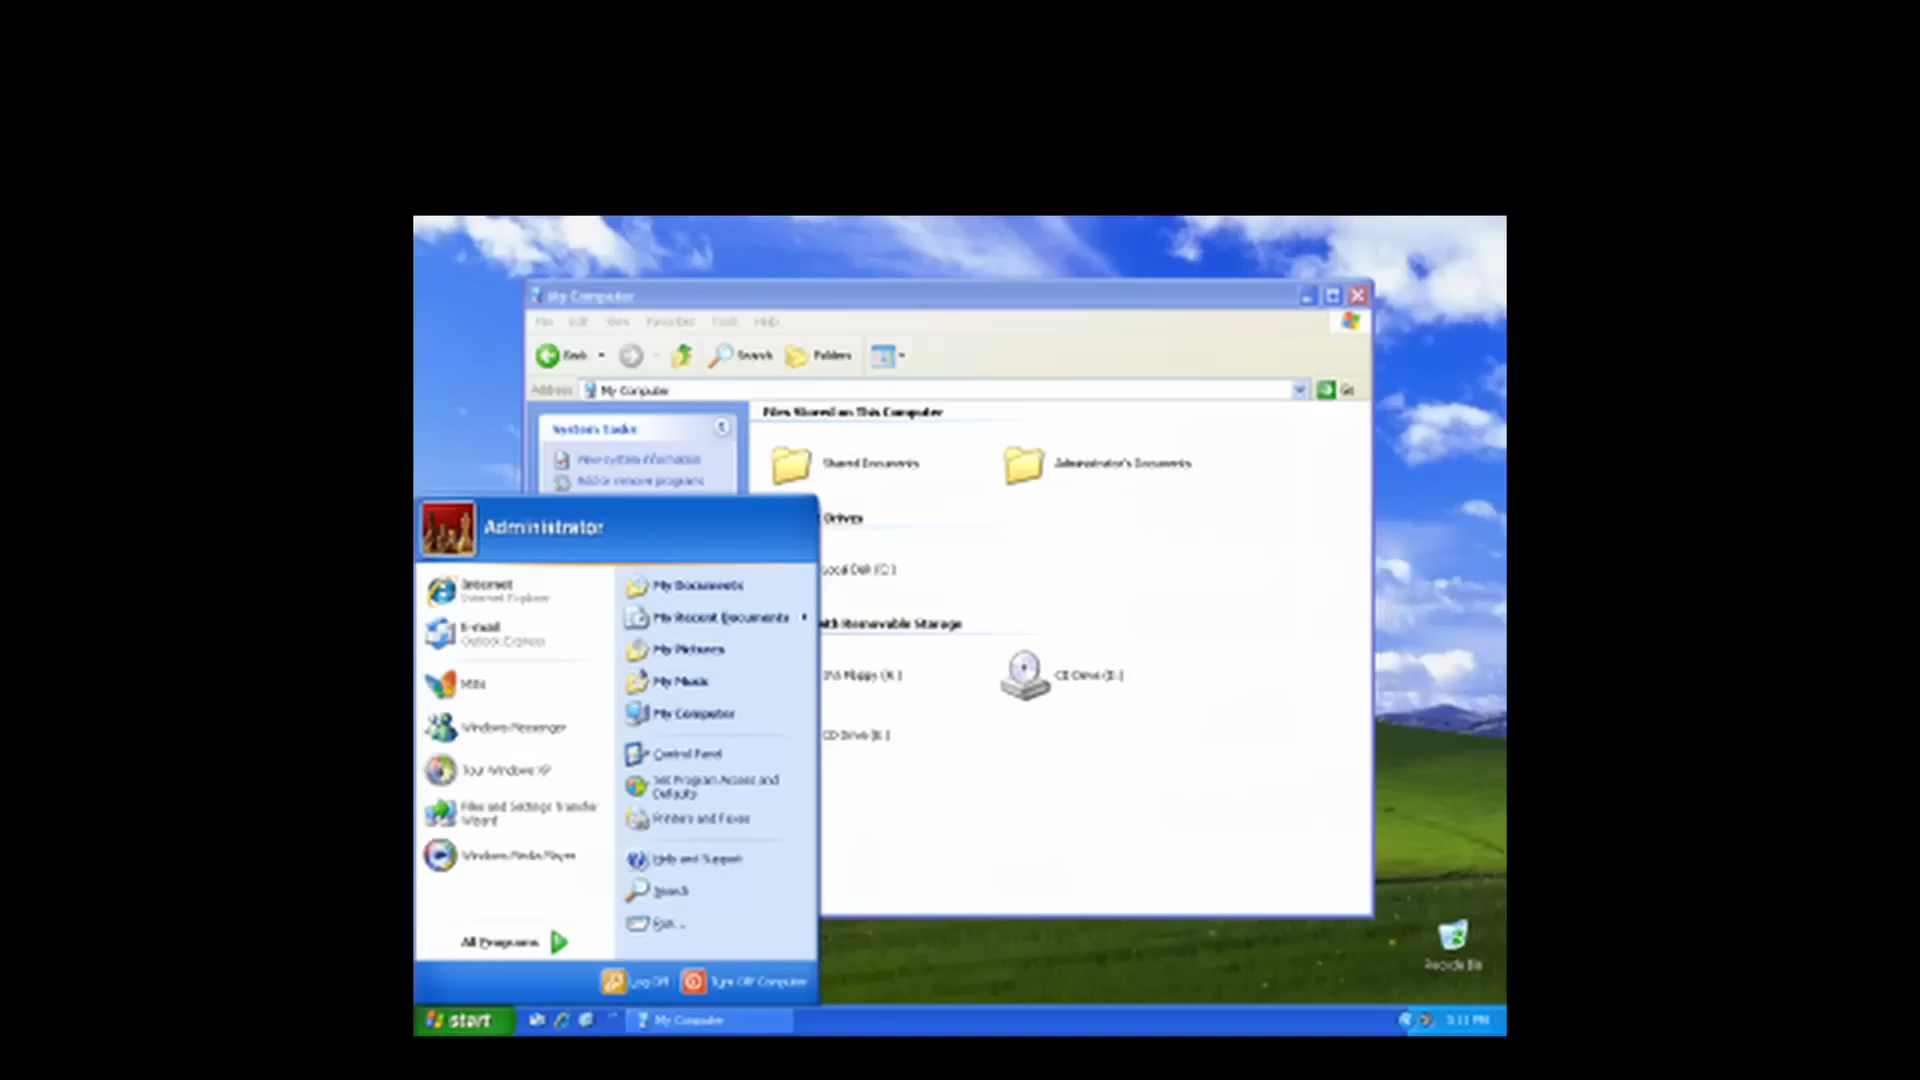 My Computer
File Edit View Favorites Tools Help
Back Search Folders
Address My Computer Go
Files Stored on This Computer
System Tasks
View system information
Shared Documents Administrator's Documents
Add or remove programs
Drives
Administrator
Local Disk (C:)
Internet
Internet Explorer
My Documents
My Recent Documents
with Removable Storage
E-mail
Outlook Express
My Pictures
Floppy (A:) CD Drive (D:)
MSN
My Music
My Computer
Windows Messenger
CD Drive (E:)
Control Panel
Tour Windows XP
Set Program Access and
Defaults
Files and Settings Transfer
Wizard
Printers and Faxes
Windows Media Player
Help and Support
Search
Run...
All Programs
Recycle Bin
Log Off Turn Off Computer
start My Computer 5:11 PM